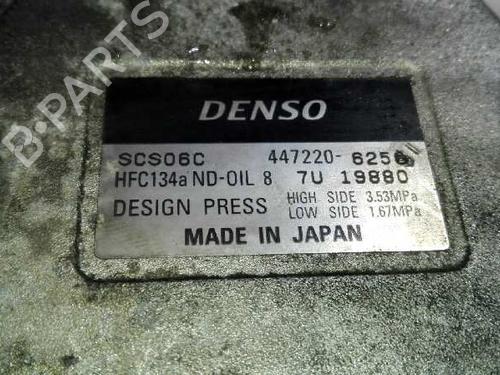 B-PARTS
DENSO
SCS06C 447220-6256
HFC134a ND-OIL 8 7U 19880
DESIGN PRESS HIGH SIDE 3.53MPa
LOW SIDE 1.67MPa
MADE IN JAPAN